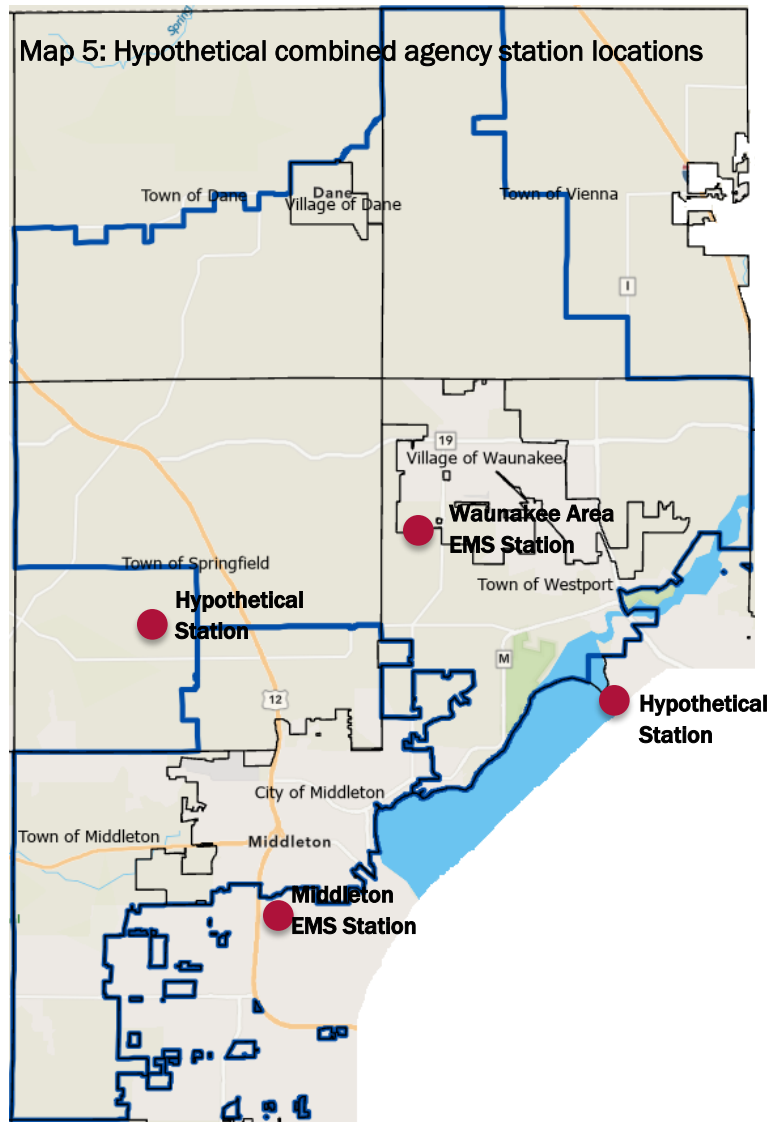 Spring
Map 5: Hypothetical combined agency station locations
Town of Dane
Dane
Village of Dane
Town of Vienna
I
19
Village of Waunakee
Waunakee Area
EMS Station
Town of Springfield
Town of Westport
Hypothetical
Station
M
12
Hypothetical
Station
City of Middleton
Town of Middleton
Middleton
Middleton
EMS Station